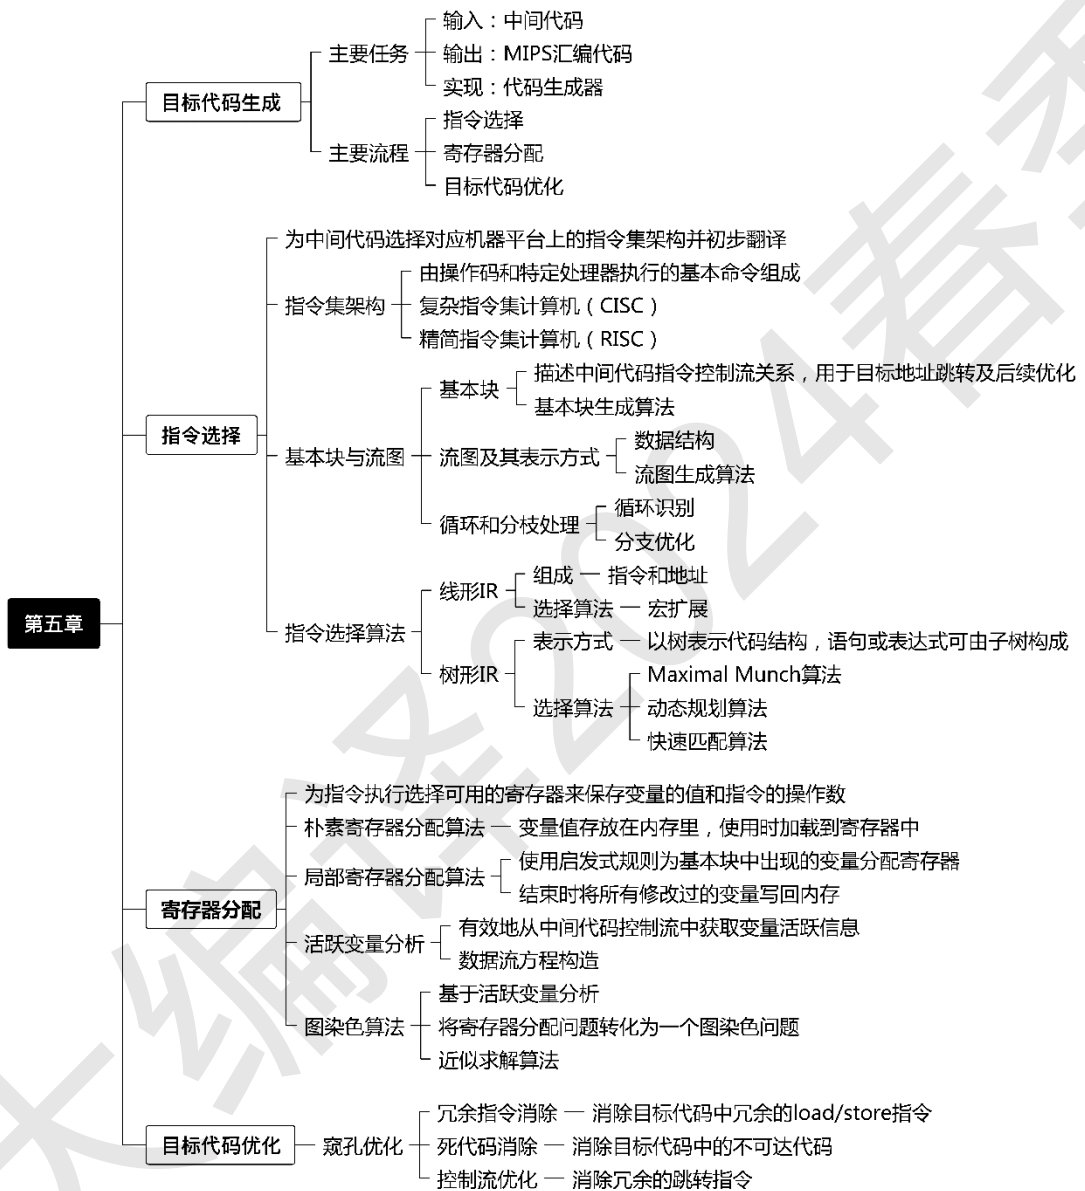 第五章
目标代码生成
主要任务
输入：中间代码
输出：MIPS汇编代码
实现：代码生成器
主要流程
指令选择
寄存器分配
目标代码优化
指令选择
为中间代码选择对应机器平台上的指令集架构并初步翻译
指令集架构
由操作码和特定处理器执行的基本命令组成
复杂指令集计算机（CISC）
精简指令集计算机（RISC）
基本块与流图
基本块
描述中间代码指令控制流关系，用于目标地址跳转及后续优化
基本块生成算法
流图及其表示方式
数据结构
流图生成算法
循环和分枝处理
循环识别
分支优化
指令选择算法
线形IR
组成
指令和地址
选择算法
宏扩展
树形IR
表示方式
以树表示代码结构，语句或表达式可由子树构成
选择算法
Maximal Munch算法
动态规划算法
快速匹配算法
寄存器分配
为指令执行选择可用的寄存器来保存变量的值和指令的操作数
朴素寄存器分配算法
变量值存放在内存里，使用时加载到寄存器中
局部寄存器分配算法
使用启发式规则为基本块中出现的变量分配寄存器
结束时将所有修改过的变量写回内存
活跃变量分析
有效地从中间代码控制流中获取变量活跃信息
数据流方程构造
图染色算法
基于活跃变量分析
将寄存器分配问题转化为一个图染色问题
近似求解算法
目标代码优化
窥孔优化
冗余指令消除
消除目标代码中冗余的load/store指令
死代码消除
消除目标代码中的不可达代码
控制流优化
消除冗余的跳转指令
大编译2024春季